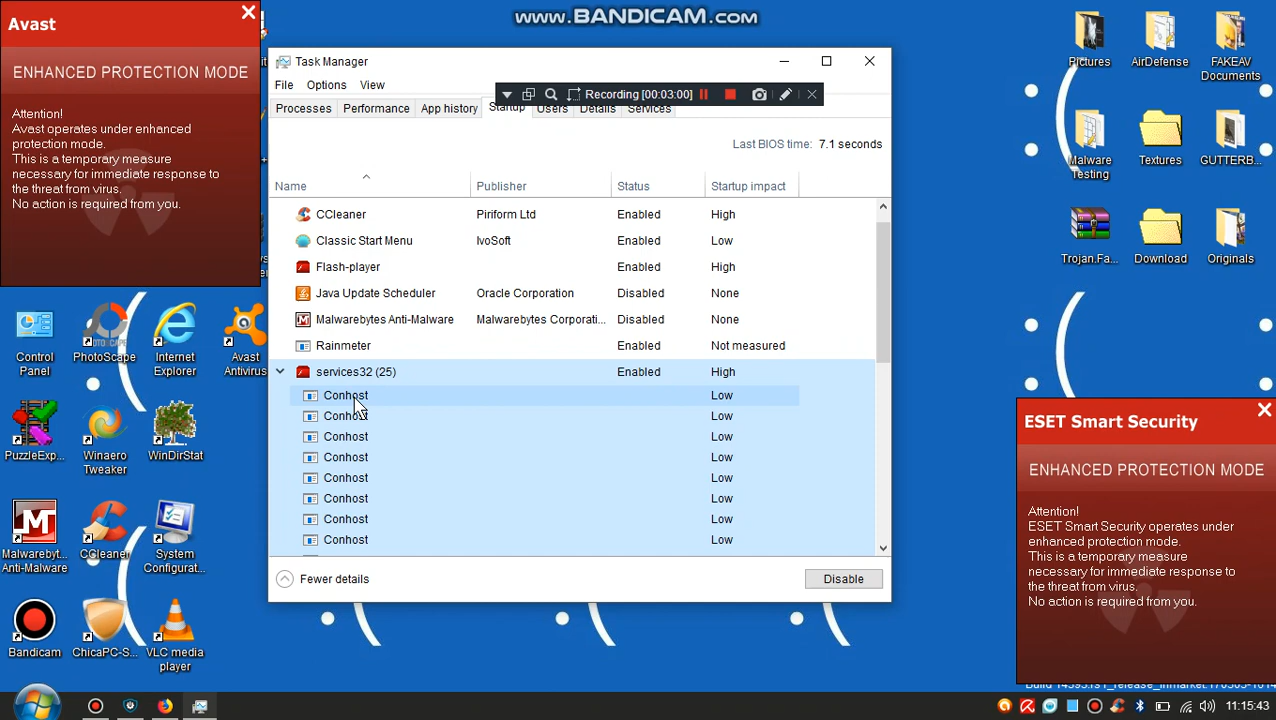 www.BANDICAM.com
Avast
ENHANCED PROTECTION MODE
Attention!
Avast operates under enhanced
protection mode.
This is a temporary measure
necessary for immediate response to
the threat from virus.
No action is required from you.
Task Manager
File Options View
Recording [00:03:00]
Processes Performance App history Startup Users Details Services
Last BIOS time: 7.1 seconds
Name Publisher Status Startup impact
CCleaner Piriform Ltd Enabled High
Classic Start Menu IvoSoft Enabled Low
Flash-player Enabled High
Java Update Scheduler Oracle Corporation Disabled None
Malwarebytes Anti-Malware Malwarebytes Corporati... Disabled None
Rainmeter Enabled Not measured
services32 (25) Enabled High
Conhost Low
Conhost Low
Conhost Low
Conhost Low
Conhost Low
Conhost Low
Conhost Low
Conhost Low
Fewer details Disable
Pictures
AirDefense
FAKEAV
Documents
Malware
Testing
Textures
GUTTERB...
Trojan.Fa...
Download
Originals
Control
Panel
PhotoScape
Internet
Explorer
Avast
Antivirus
PuzzleExp...
Winaero
Tweaker
WinDirStat
Malwarebyt...
Anti-Malware
CCleaner
System
Configurat...
Bandicam
ChicaPC-S...
VLC media
player
ESET Smart Security
ENHANCED PROTECTION MODE
Attention!
ESET Smart Security operates under
enhanced protection mode.
This is a temporary measure
necessary for immediate response to
the threat from virus.
No action is required from you.
11:15:43